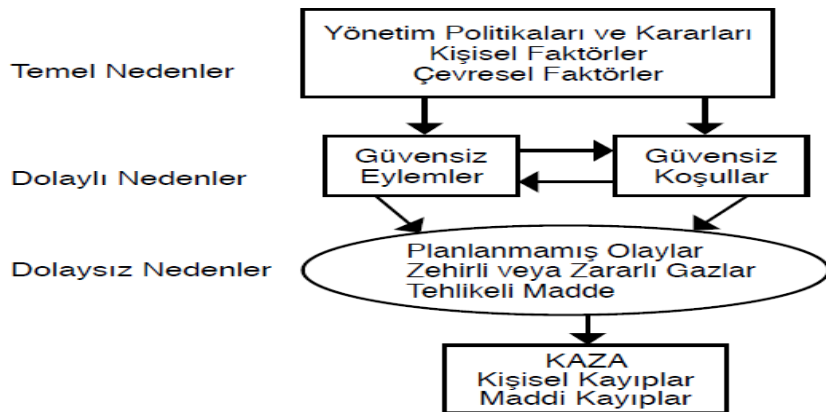 Yönetim Politikaları ve Kararları
Kişisel Faktörler
Çevresel Faktörler
Temel Nedenler
Güvensiz
Eylemler
Güvensiz
Koşullar
Dolaylı Nedenler
Planlanmamış Olaylar
Zehirli veya Zararlı Gazlar
Tehlikeli Madde
Dolaysız Nedenler
KAZA
Kişisel Kayıplar
Maddi Kayıplar